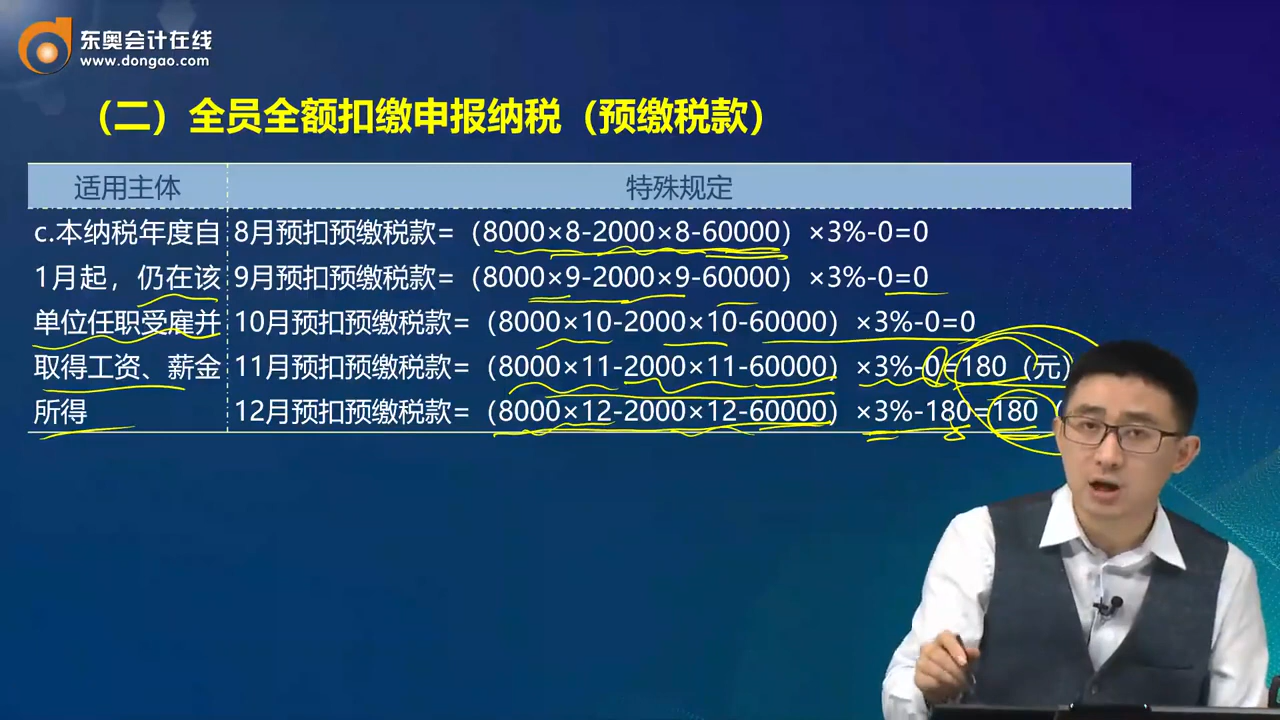 东奥会计在线
www.dongao.com
（二）全员全额扣缴申报纳税（预缴税款）
适用主体 特殊规定
c.本纳税年度自 8月预扣预缴税款=（8000×8-2000×8-60000）×3%-0=0
1月起，仍在该 9月预扣预缴税款=（8000×9-2000×9-60000）×3%-0=0
单位任职受雇并 10月预扣预缴税款=（8000×10-2000×10-60000）×3%-0=0
取得工资、薪金 11月预扣预缴税款=（8000×11-2000×11-60000）×3%-0=180（元）
所得 12月预扣预缴税款=（8000×12-2000×12-60000）×3%-180=180（